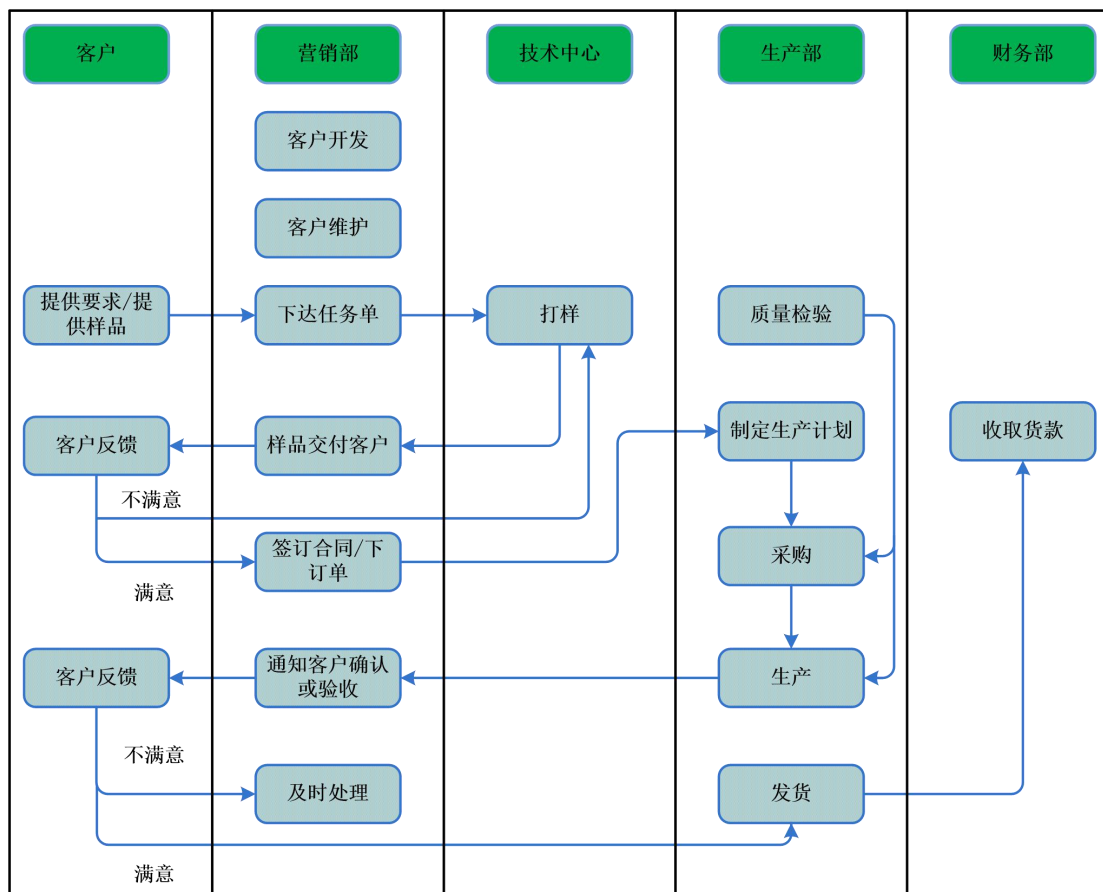 客户
营销部
技术中心
生产部
财务部
客户开发
客户维护
提供要求/提
供样品
下达任务单
打样
质量检验
客户反馈
样品交付客户
制定生产计划
收取货款
不满意
签订合同/下
订单
采购
满意
客户反馈
通知客户确认
或验收
生产
不满意
及时处理
发货
满意